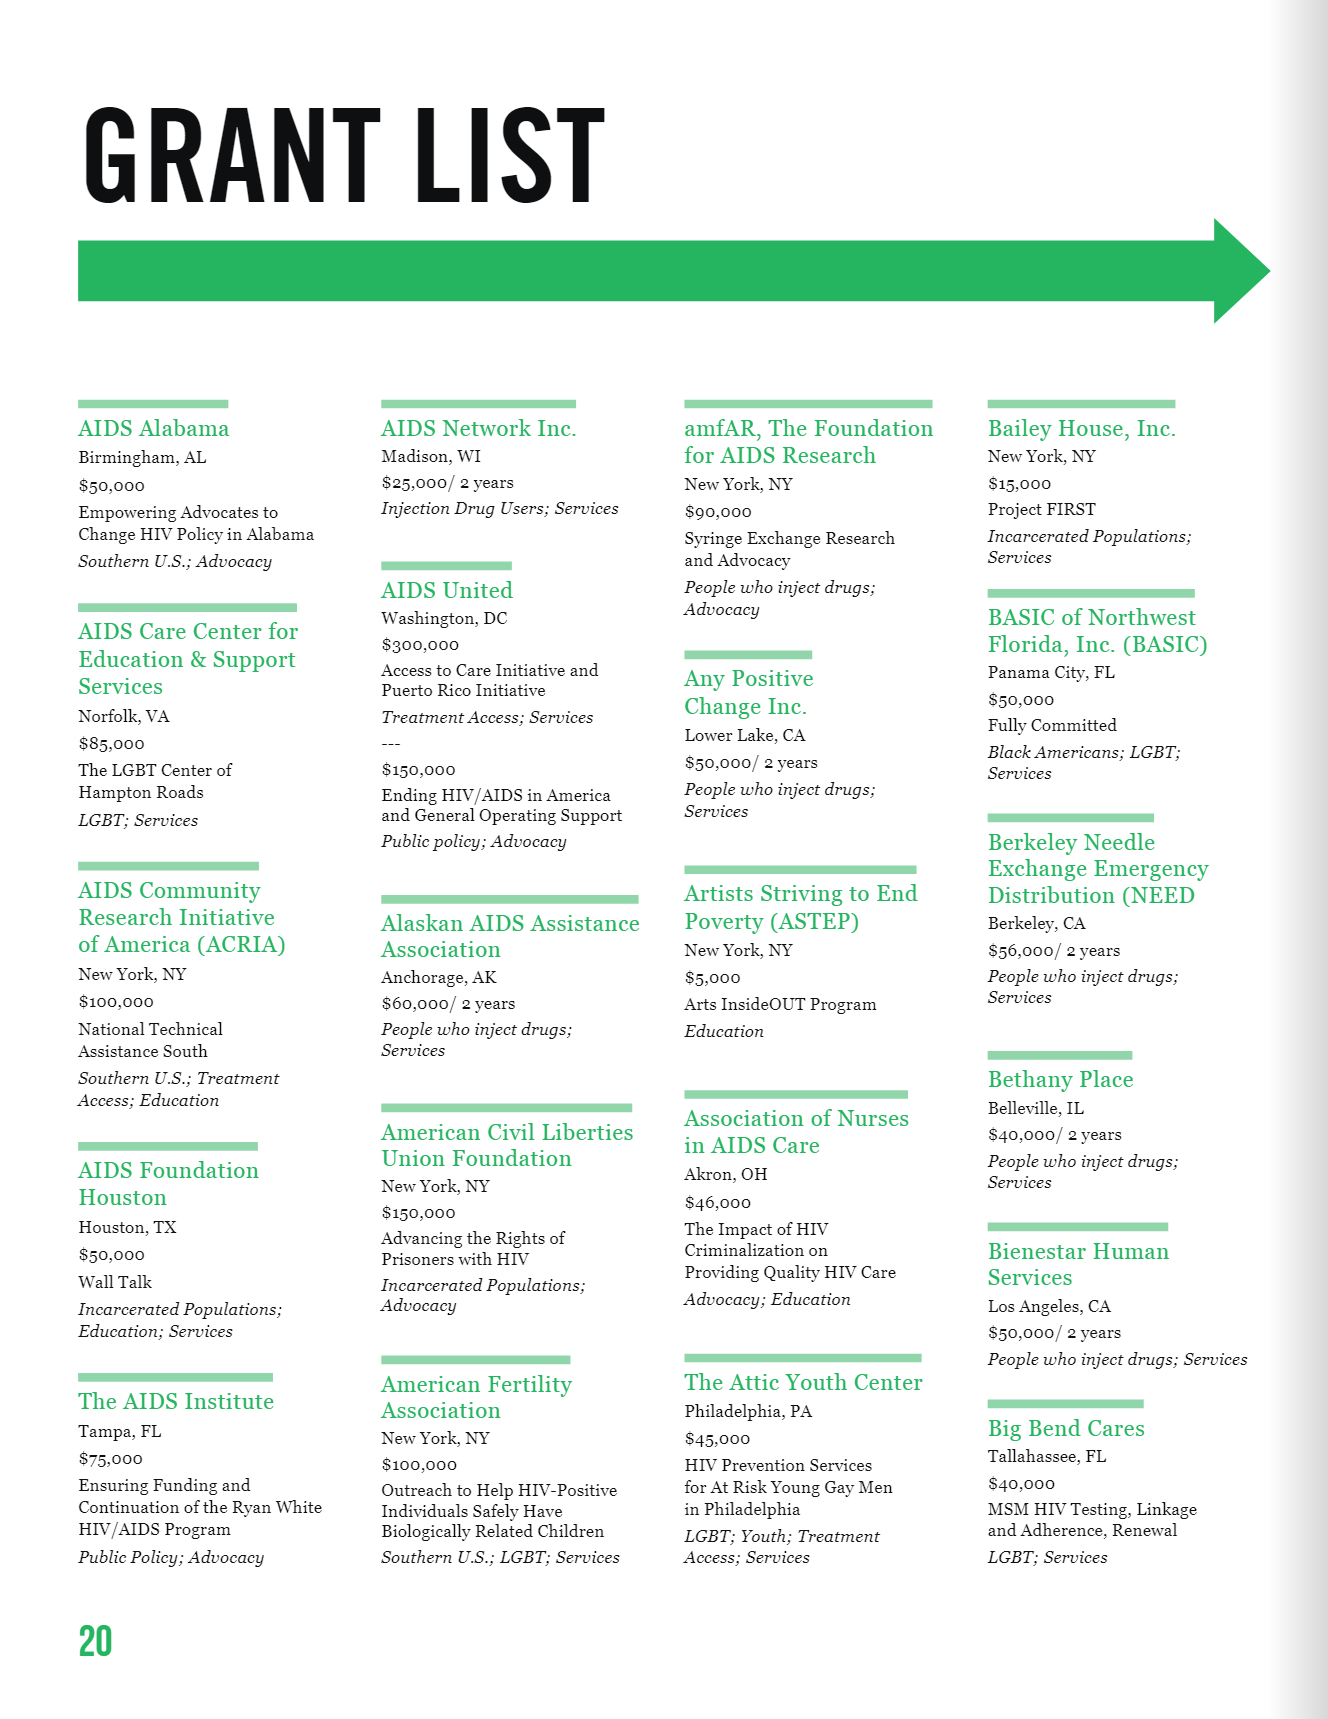 GRANT LIST
AIDS Alabama
Birmingham, AL
$50,000
Empowering Advocates to
Change HIV Policy in Alabama
Southern U.S.; Advocacy
AIDS Care Center for
Education & Support
Services
Norfolk, VA
$85,000
The LGBT Center of
Hampton Roads
LGBT; Services
AIDS Community
Research Initiative
of America (ACRIA)
New York, NY
$100,000
National Technical
Assistance South
Southern U.S.; Treatment
Access; Education
AIDS Foundation
Houston
Houston, TX
$50,000
Wall Talk
Incarcerated Populations;
Education; Services
The AIDS Institute
Tampa, FL
$75,000
Ensuring Funding and
Continuation of the Ryan White
HIV/AIDS Program
Public Policy; Advocacy
AIDS Network Inc.
Madison, WI
$25,000/ 2 years
Injection Drug Users; Services
AIDS United
Washington, DC
$300,000
Access to Care Initiative and
Puerto Rico Initiative
Treatment Access; Services
---
$150,000
Ending HIV/AIDS in America
and General Operating Support
Public policy; Advocacy
Alaskan AIDS Assistance
Association
Anchorage, AK
$60,000/ 2 years
People who inject drugs;
Services
American Civil Liberties
Union Foundation
New York, NY
$150,000
Advancing the Rights of
Prisoners with HIV
Incarcerated Populations;
Advocacy
American Fertility
Association
New York, NY
$100,000
Outreach to Help HIV-Positive
Individuals Safely Have
Biologically Related Children
Southern U.S.; LGBT; Services
amfAR, The Foundation
for AIDS Research
New York, NY
$90,000
Syringe Exchange Research
and Advocacy
People who inject drugs;
Advocacy
Any Positive
Change Inc.
Lower Lake, CA
$50,000/ 2 years
People who inject drugs;
Services
Artists Striving to End
Poverty (ASTEP)
New York, NY
$5,000
Arts InsideOUT Program
Education
Association of Nurses
in AIDS Care
Akron, OH
$46,000
The Impact of HIV
Criminalization on
Providing Quality HIV Care
Advocacy; Education
The Attic Youth Center
Philadelphia, PA
$45,000
HIV Prevention Services
for At Risk Young Gay Men
in Philadelphia
LGBT; Youth; Treatment
Access; Services
Bailey House, Inc.
New York, NY
$15,000
Project FIRST
Incarcerated Populations;
Services
BASIC of Northwest
Florida, Inc. (BASIC)
Panama City, FL
$50,000
Fully Committed
Black Americans; LGBT;
Services
Berkeley Needle
Exchange Emergency
Distribution (NEED
Berkeley, CA
$56,000/ 2 years
People who inject drugs;
Services
Bethany Place
Belleville, IL
$40,000/ 2 years
People who inject drugs;
Services
Bienestar Human
Services
Los Angeles, CA
$50,000/ 2 years
People who inject drugs; Services
Big Bend Cares
Tallahassee, FL
$40,000
MSM HIV Testing, Linkage
and Adherence, Renewal
LGBT; Services
20